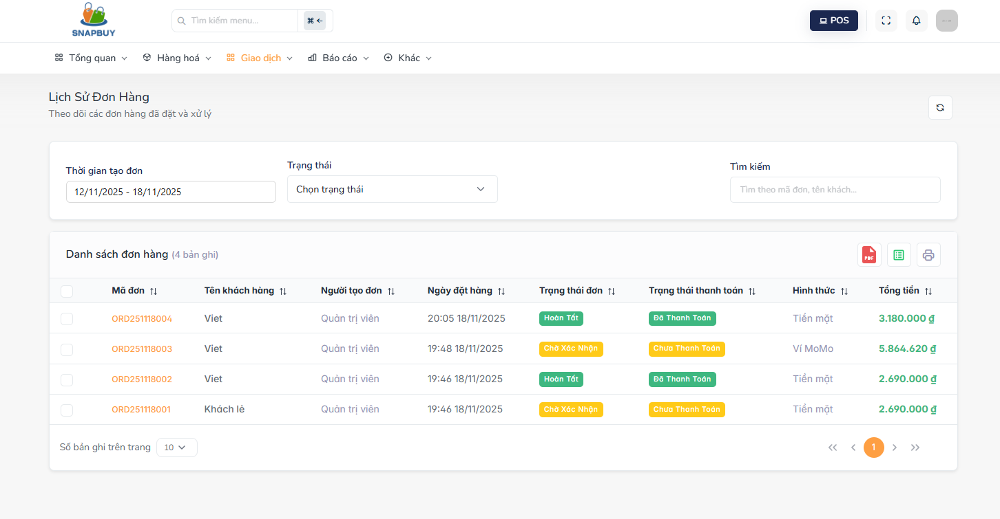 SNAPBUY
Tìm kiếm menu...
⌘
POS
Tổng quan Hàng hoá Giao dịch Báo cáo Khác
Lịch Sử Đơn Hàng
Theo dõi các đơn hàng đã đặt và xử lý
Thời gian tạo đơn
12/11/2025 - 18/11/2025
Trạng thái
Chọn trạng thái
Tìm kiếm
Tìm theo mã đơn, tên khách...
Danh sách đơn hàng (4 bản ghi)
PDF
Mã đơn Tên khách hàng Người tạo đơn Ngày đặt hàng Trạng thái đơn Trạng thái thanh toán Hình thức Tổng tiền
ORD251118004 Viet Quản trị viên 20:05 18/11/2025 Hoàn Tất Đã Thanh Toán Tiền mặt 3.180.000 ₫
ORD251118003 Viet Quản trị viên 19:48 18/11/2025 Chờ Xác Nhận Chưa Thanh Toán Ví MoMo 5.864.620 ₫
ORD251118002 Viet Quản trị viên 19:46 18/11/2025 Hoàn Tất Đã Thanh Toán Tiền mặt 2.690.000 ₫
ORD251118001 Khách lẻ Quản trị viên 19:46 18/11/2025 Chờ Xác Nhận Chưa Thanh Toán Tiền mặt 2.690.000 ₫
Số bản ghi trên trang 10
1